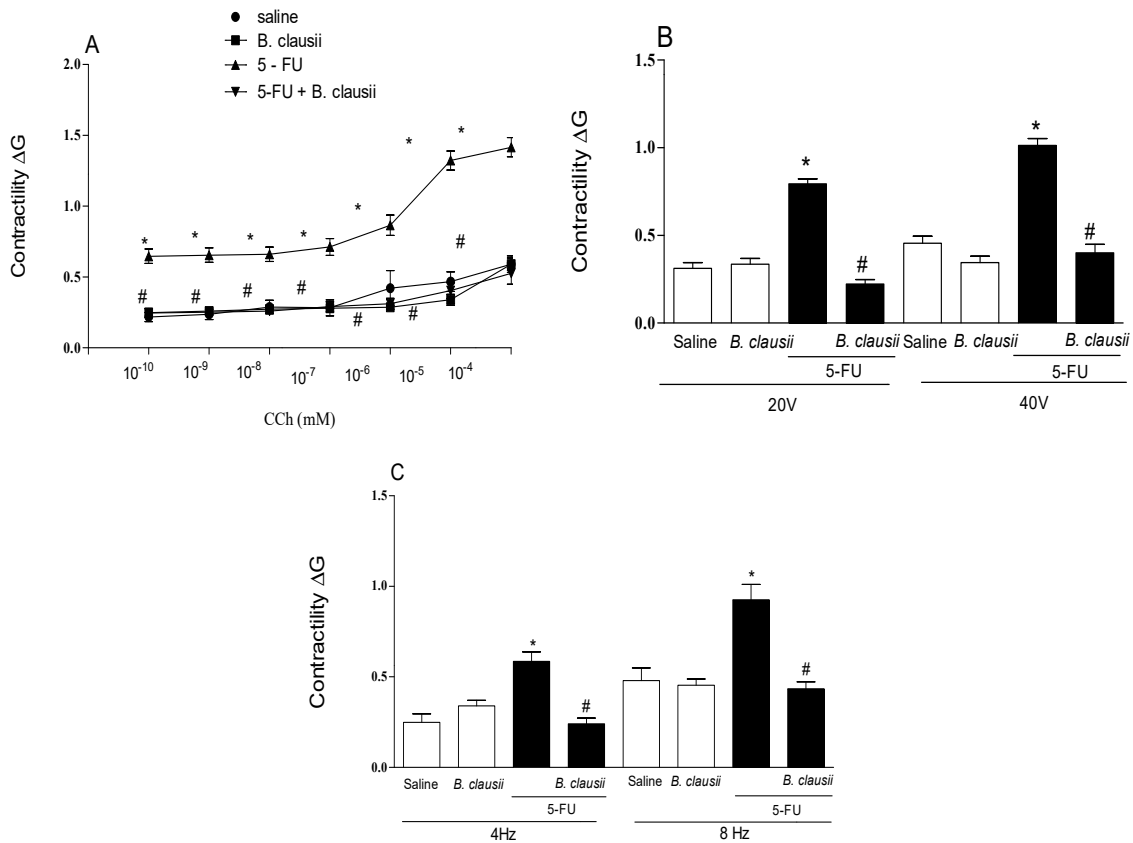 A
saline
B. clausii
5 - FU
5-FU + B. clausii
Contractility ΔG
2.0
1.5
1.0
0.5
0.0
* * * * * * *
# # # # # # #
10-10 10-9 10-8 10-7 10-6 10-5 10-4
CCh (mM)
B
Contractility ΔG
1.5
1.0
0.5
0.0
* # * #
Saline B. clausii B. clausii Saline B. clausii B. clausii
5-FU 5-FU
20V 40V
C
Contractility ΔG
1.5
1.0
0.5
0.0
* # * #
Saline B. clausii B. clausii Saline B. clausii B. clausii
5-FU 5-FU
4Hz 8 Hz